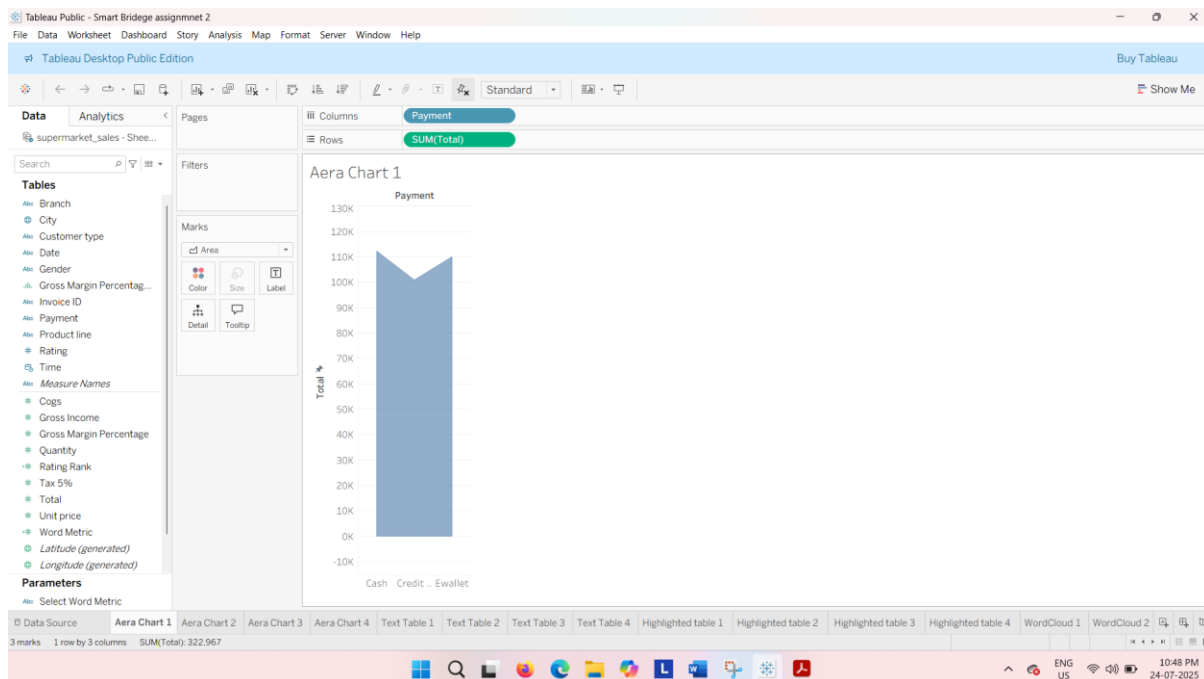 Tableau Public - Smart Bridege assignmnet 2
File Data Worksheet Dashboard Story Analysis Map Format Server Window Help
Tableau Desktop Public Edition
Buy Tableau
Standard
Show Me
Data
Analytics
supermarket_sales - Shee...
Search
Tables
Abc Branch
City
Abc Customer type
Abc Date
Abc Gender
Gross Margin Percentag...
Abc Invoice ID
Abc Payment
Abc Product line
# Rating
Time
Abc Measure Names
# Cogs
# Gross Income
# Gross Margin Percentage
# Quantity
=# Rating Rank
# Tax 5%
# Total
# Unit price
=# Word Metric
Latitude (generated)
Longitude (generated)
Parameters
Abc Select Word Metric
Pages
Filters
Marks
Area
Color
Size
Label
Detail
Tooltip
Columns
Payment
Rows
SUM(Total)
Aera Chart 1
Payment
130K
120K
110K
100K
90K
80K
70K
60K
50K
40K
30K
20K
10K
0K
-10K
Total
Cash Credit .. Ewallet
Data Source Aera Chart 1 Aera Chart 2 Aera Chart 3 Aera Chart 4 Text Table 1 Text Table 2 Text Table 3 Text Table 4 Highlighted table 1 Highlighted table 2 Highlighted table 3 Highlighted table 4 WordCloud 1 WordCloud 2
3 marks 1 row by 3 columns SUM(Total): 322,967
ENG
US
10:48 PM
24-07-2025